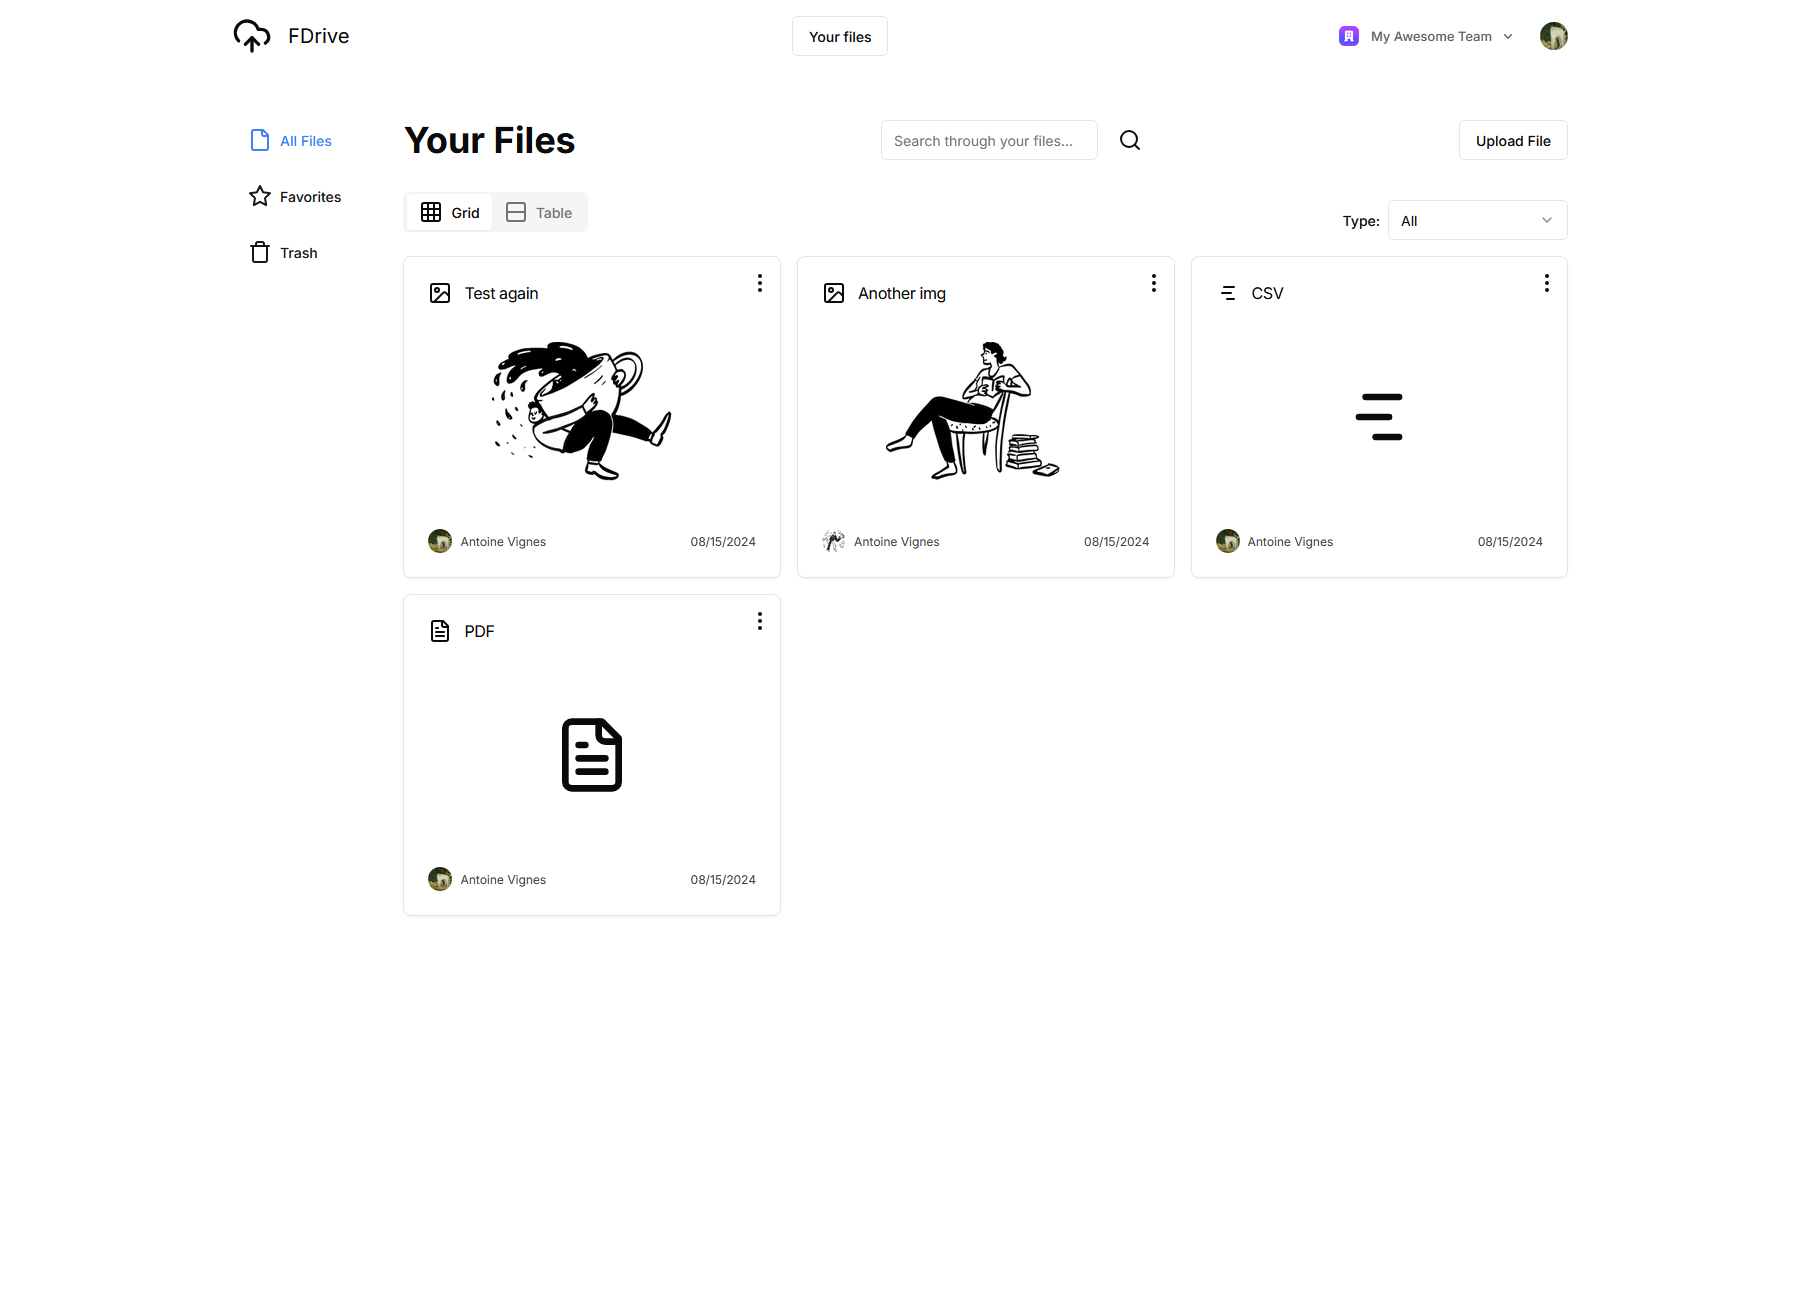 FDrive
Your files
My Awesome Team
All Files
Favorites
Trash
Your Files
Search through your files...
Upload File
Grid
Table
Type:
All
Test again
Antoine Vignes
08/15/2024
Another img
Antoine Vignes
08/15/2024
CSV
Antoine Vignes
08/15/2024
PDF
Antoine Vignes
08/15/2024